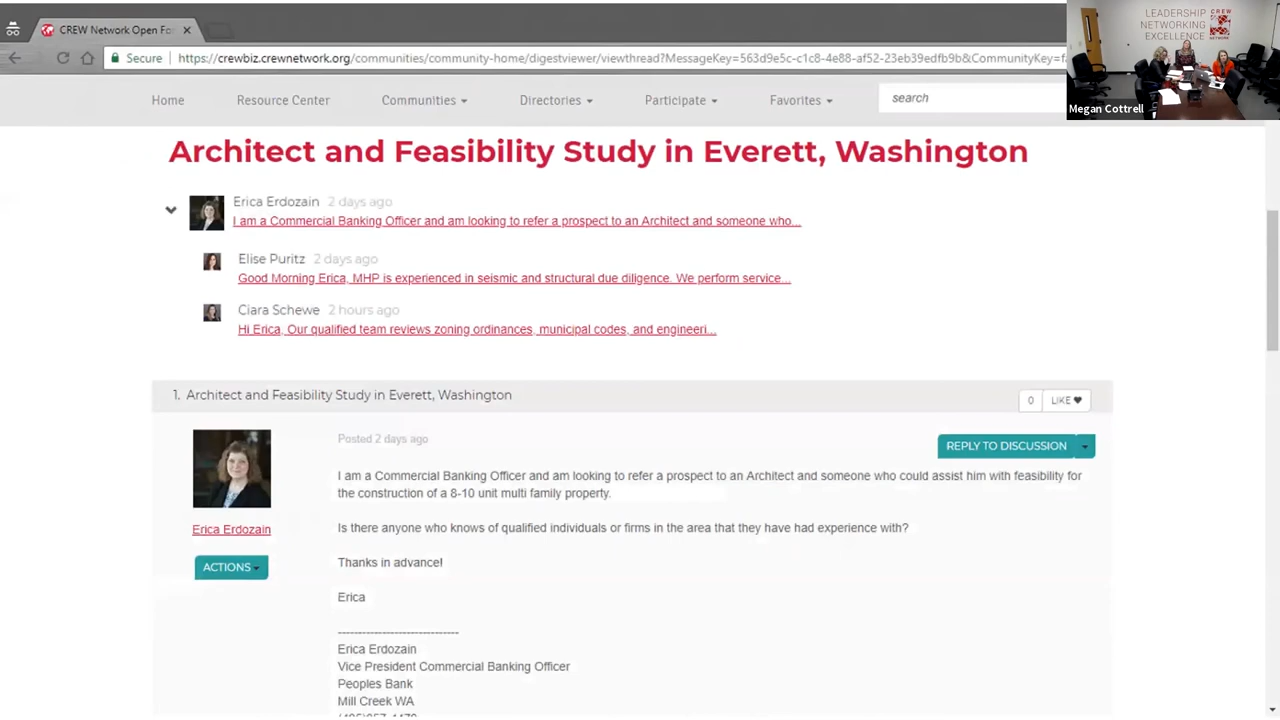 CREW Network Open Fo
Secure https://crewbiz.crewnetwork.org/communities/community-home/digestviewer/viewthread?MessageKey=563d9e5c-c1c8-4e88-af52-23eb39edfb9b&CommunityKey=f
LEADERSHIP
NETWORKING
EXCELLENCE
CREW
NETWORK
Megan Cottrell
Home Resource Center Communities Directories Participate Favorites search
Architect and Feasibility Study in Everett, Washington
Erica Erdozain 2 days ago
I am a Commercial Banking Officer and am looking to refer a prospect to an Architect and someone who...
Elise Puritz 2 days ago
Good Morning Erica, MHP is experienced in seismic and structural due diligence. We perform service...
Ciara Schewe 2 hours ago
Hi Erica, Our qualified team reviews zoning ordinances, municipal codes, and engineeri...
1. Architect and Feasibility Study in Everett, Washington
0 LIKE
Posted 2 days ago
REPLY TO DISCUSSION
I am a Commercial Banking Officer and am looking to refer a prospect to an Architect and someone who could assist him with feasibility for
the construction of a 8-10 unit multi family property.
Erica Erdozain
Is there anyone who knows of qualified individuals or firms in the area that they have had experience with?
ACTIONS
Thanks in advance!
Erica
------------------------------
Erica Erdozain
Vice President Commercial Banking Officer
Peoples Bank
Mill Creek WA